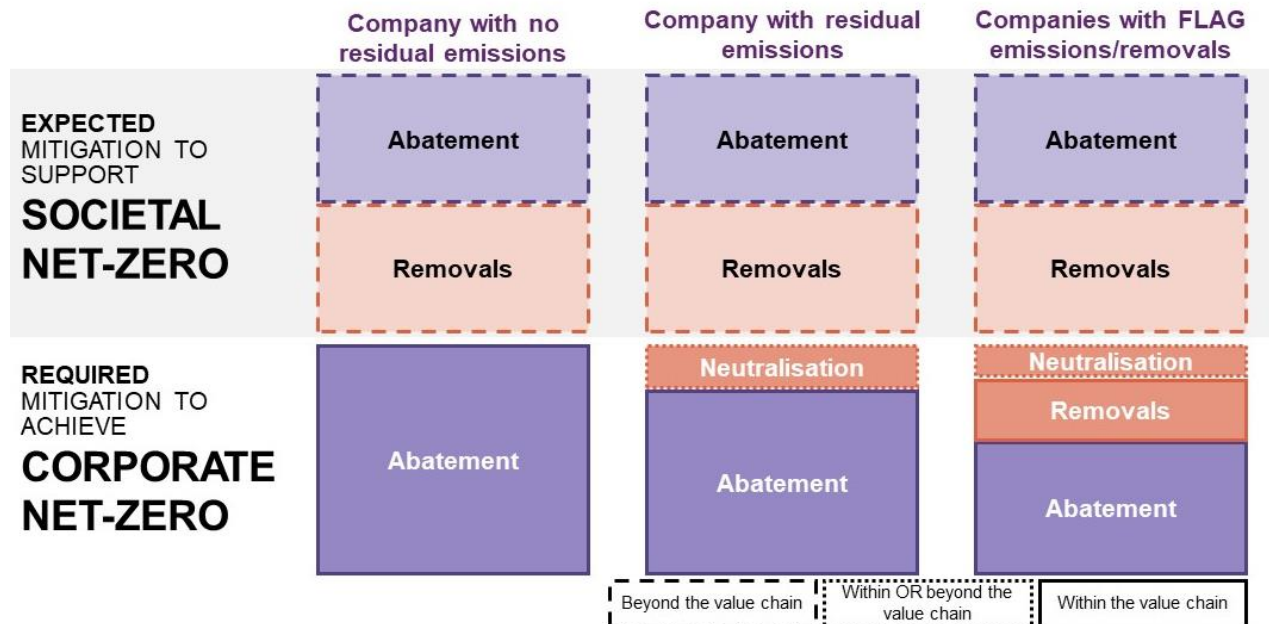 Company with no
residual emissions
Company with residual
emissions
Companies with FLAG
emissions/removals
EXPECTED
MITIGATION TO
SUPPORT
SOCIETAL
NET-ZERO
Abatement
Abatement
Abatement
Removals
Removals
Removals
REQUIRED
MITIGATION TO
ACHIEVE
CORPORATE
NET-ZERO
Abatement
Neutralisation
Abatement
Neutralisation
Removals
Abatement
Beyond the value chain
Within OR beyond the
value chain
Within the value chain